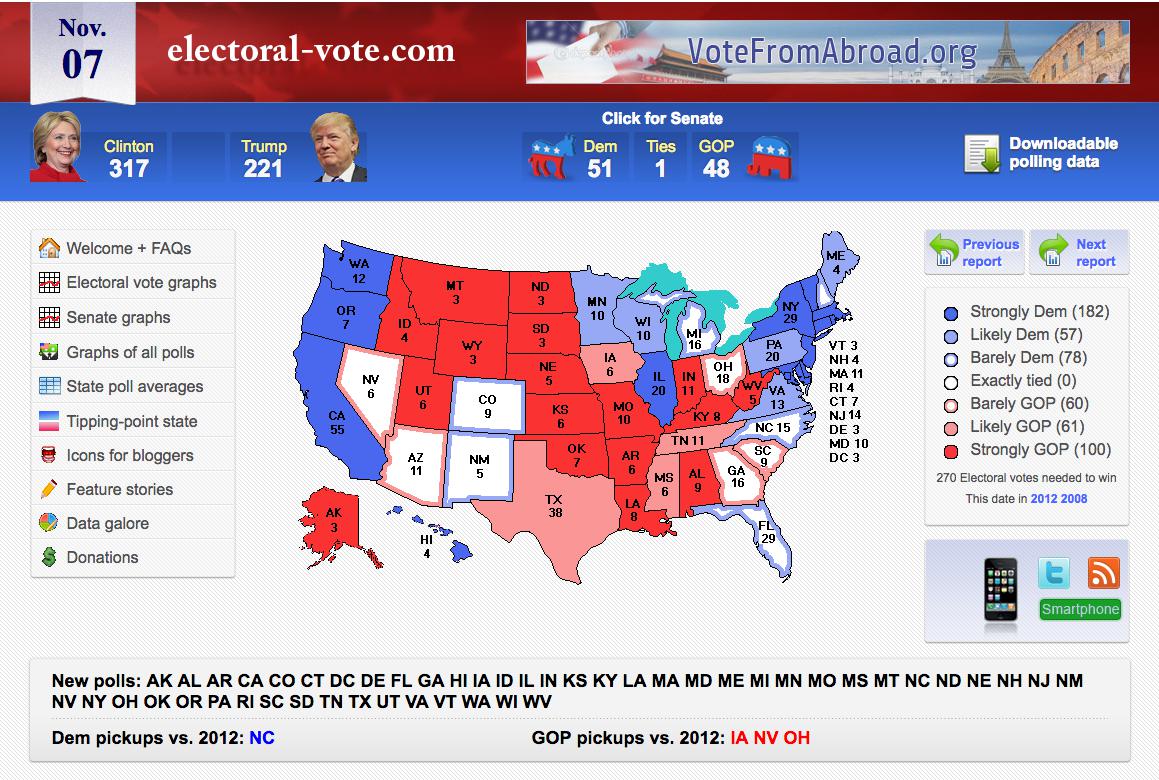 Nov.
07
electoral-vote.com
VoteFromAbroad.org
Clinton
317
Trump
221
Click for Senate
Dem
51
Ties
1
GOP
48
Downloadable
polling data
Welcome + FAQs
Electoral vote graphs
Senate graphs
Graphs of all polls
State poll averages
Tipping-point state
Icons for bloggers
Feature stories
Data galore
Donations
WA
12
OR
7
CA
55
ID
4
NV
6
MT
3
WY
3
UT
6
AZ
11
CO
9
NM
5
ND
3
SD
3
NE
5
KS
6
OK
7
TX
38
MN
10
IA
6
MO
10
AR
6
LA
8
WI
10
IL
20
MS
6
MI
16
IN
11
KY 8
TN 11
AL
9
OH
18
WV
5
GA
16
FL
29
SC
9
NC 15
VA
13
PA
20
NY
29
ME
4
AK
3
HI
4
VT 3
NH 4
MA 11
RI 4
CT 7
NJ 14
DE 3
MD 10
DC 3
Previous
report
Next
report
Strongly Dem (182)
Likely Dem (57)
Barely Dem (78)
Exactly tied (0)
Barely GOP (60)
Likely GOP (61)
Strongly GOP (100)
270 Electoral votes needed to win
This date in 2012 2008
Smartphone
New polls: AK AL AR CA CO CT DC DE FL GA HI IA ID IL IN KS KY LA MA MD ME MI MN MO MS MT NC ND NE NH NJ NM
NV NY OH OK OR PA RI SC SD TN TX UT VA VT WA WI WV
Dem pickups vs. 2012: NC
GOP pickups vs. 2012: IA NV OH